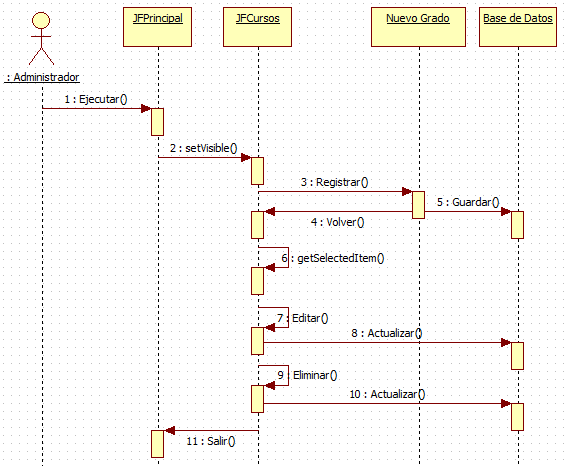 JFPrincipal
JFCursos
Nuevo Grado
Base de Datos
: Administrador
1 : Ejecutar()
2 : setVisible()
3 : Registrar()
5 : Guardar()
4 : Volver()
6 : getSelectedItem()
7 : Editar()
8 : Actualizar()
9 : Eliminar()
10 : Actualizar()
11 : Salir()